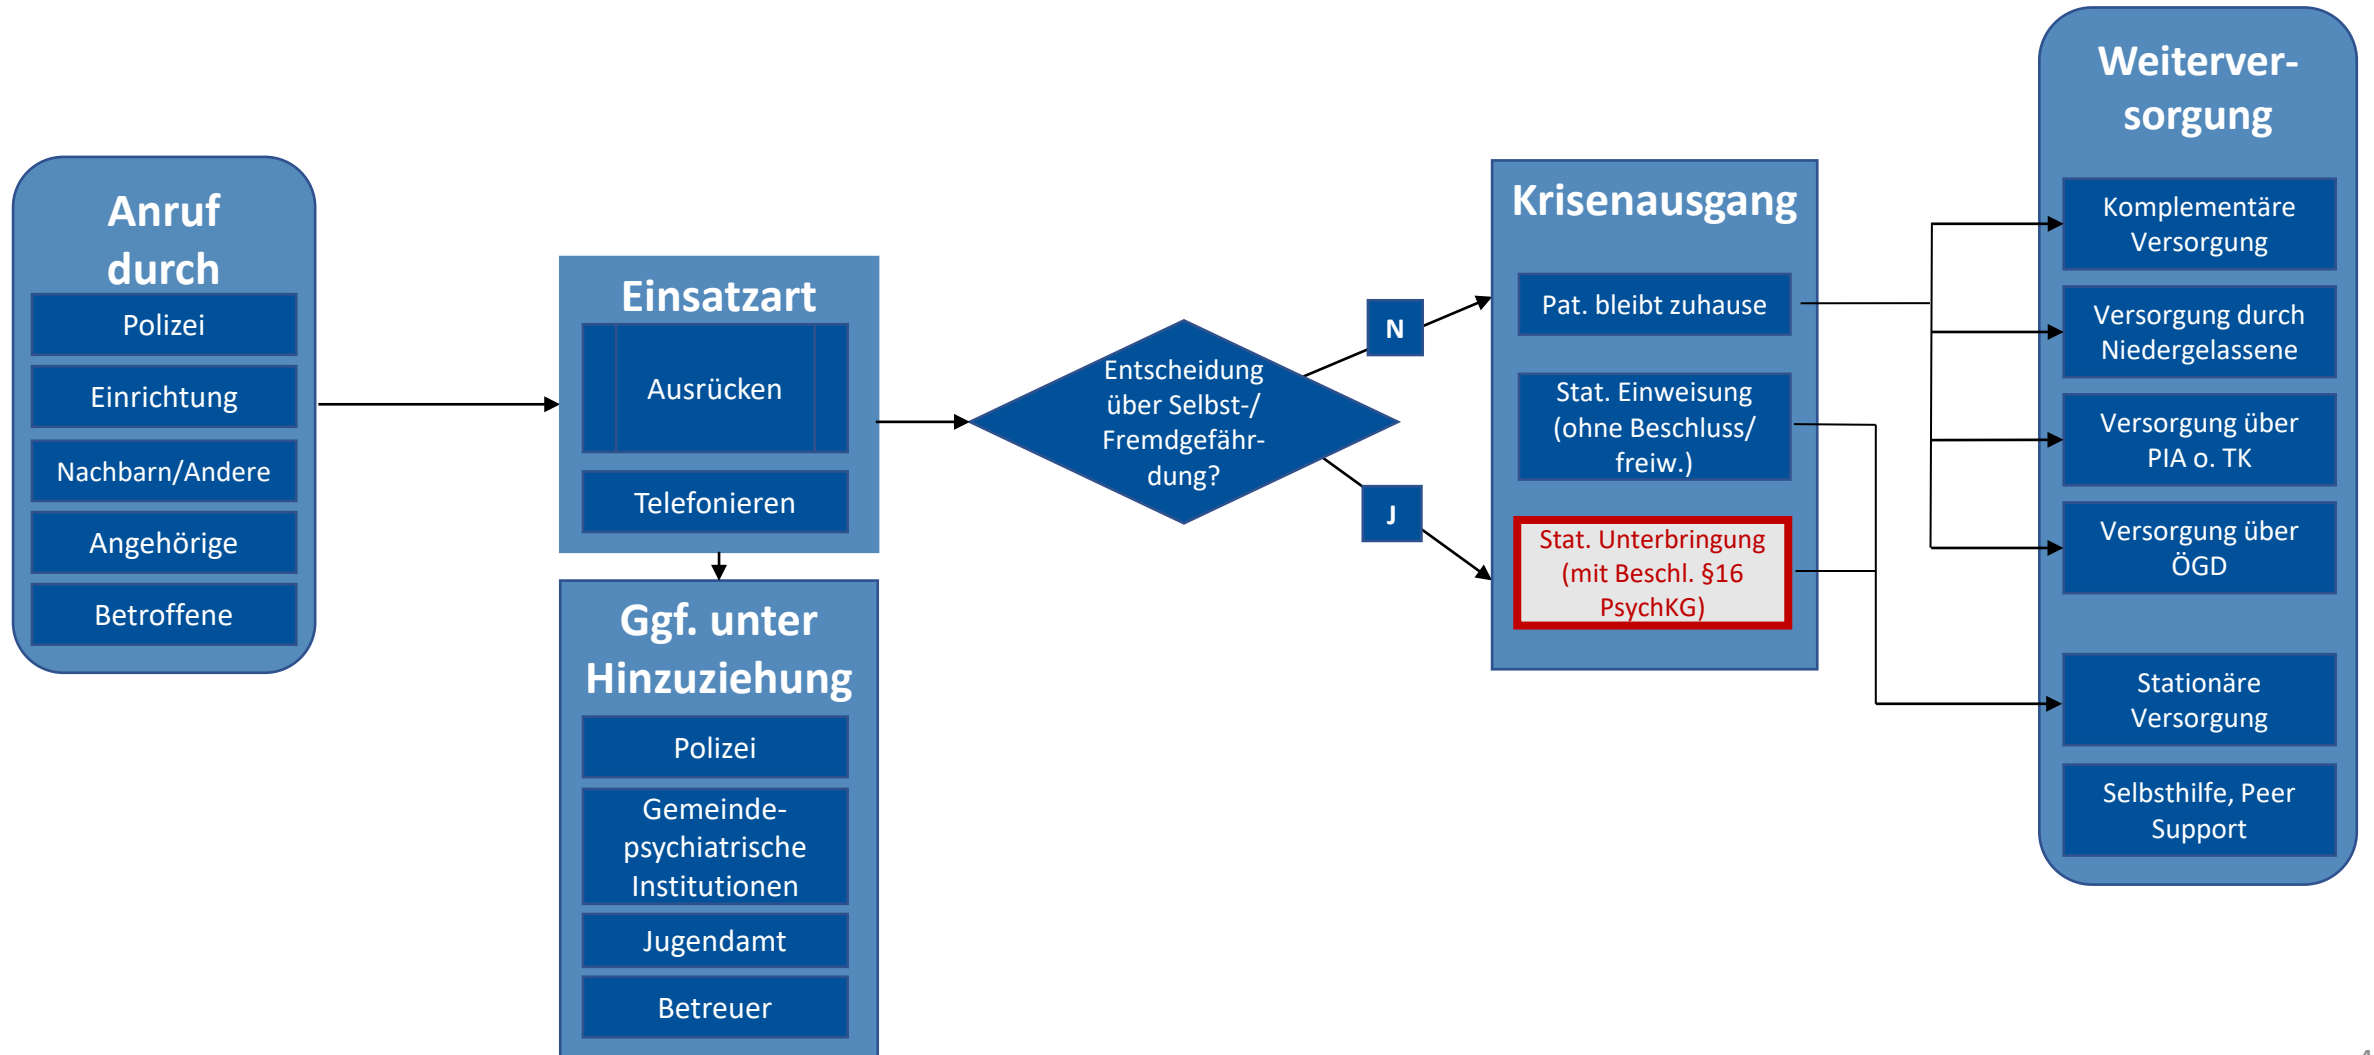 Anruf
durch
Polizei
Einrichtung
Nachbarn/Andere
Angehörige
Betroffene
Einsatzart
Ausrücken
Telefonieren
Ggf. unter
Hinzuziehung
Polizei
Gemeinde-
psychiatrische
Institutionen
Jugendamt
Betreuer
Entscheidung
über Selbst-/
Fremdgefähr-
dung?
N
J
Krisenausgang
Pat. bleibt zuhause
Stat. Einweisung
(ohne Beschluss/
freiw.)
Stat. Unterbringung
(mit Beschl. §16
PsychKG)
Weiterver-
sorgung
Komplementäre
Versorgung
Versorgung durch
Niedergelassene
Versorgung über
PIA o. TK
Versorgung über
ÖGD
Stationäre
Versorgung
Selbsthilfe, Peer
Support